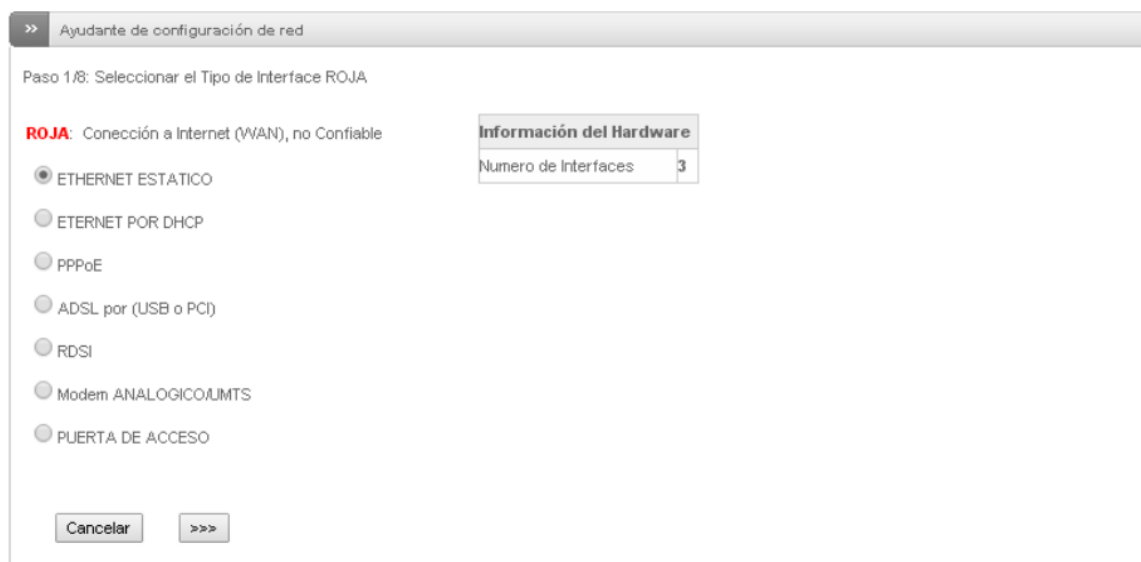 >> Ayudante de configuración de red
Paso 1/8: Seleccionar el Tipo de Interface ROJA
ROJA: Conección a Internet (WAN), no Confiable
Información del Hardware
Numero de Interfaces 3
ETHERNET ESTATICO
ETERNET POR DHCP
PPPoE
ADSL por (USB o PCI)
RDSI
Modem ANALOGICO/UMTS
PUERTA DE ACCESO
Cancelar >>>